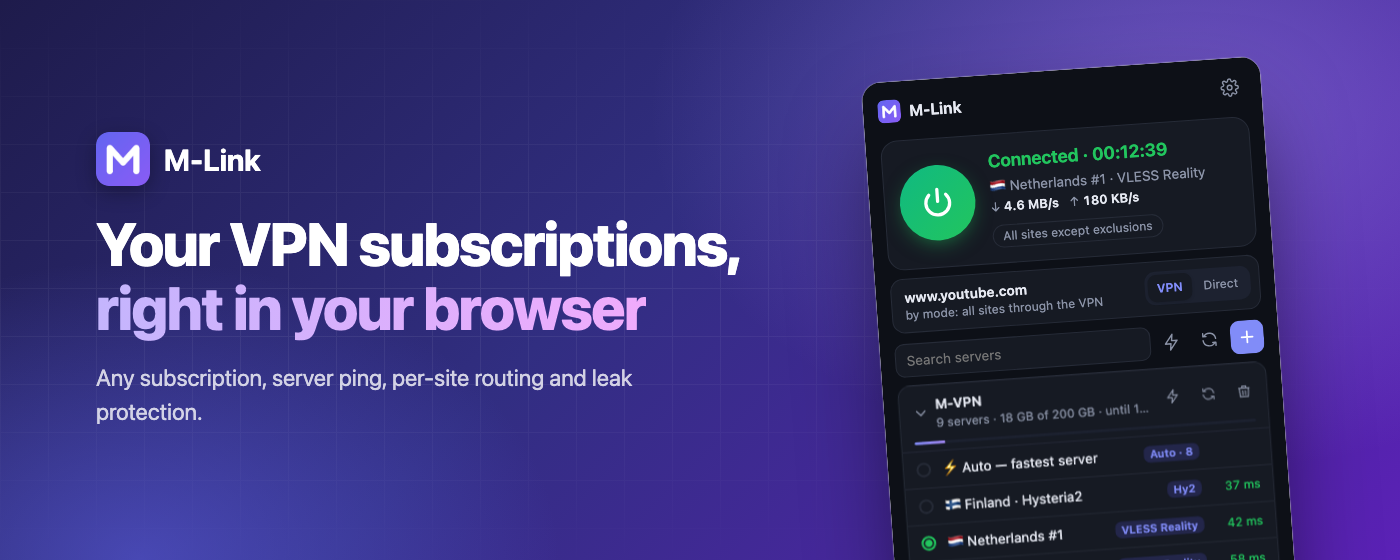 M-Link
Your VPN subscriptions,
right in your browser
Any subscription, server ping, per-site routing and leak
protection.
M-Link
Connected · 00:12:39
Netherlands #1 · VLESS Reality
↓ 4.6 MB/s ↑ 180 KB/s
All sites except exclusions
www.youtube.com
by mode: all sites through the VPN
VPN Direct
Search servers
M-VPN
9 servers · 18 GB of 200 GB · until 1...
⚡ Auto — fastest server Auto · 8
Finland · Hysteria2 Hy2 37 ms
Netherlands #1 VLESS Reality 42 ms
58 ms